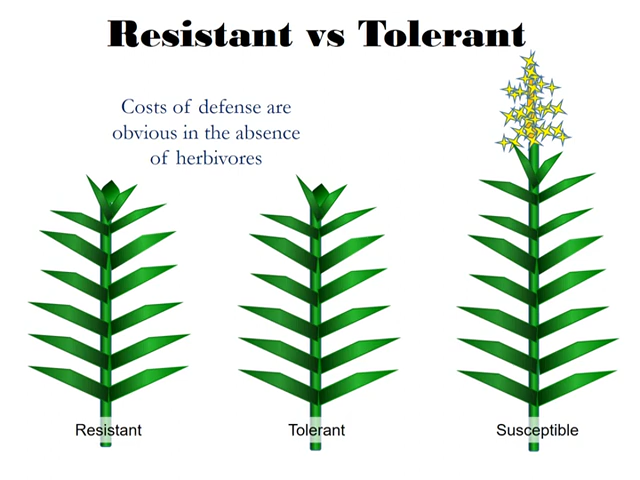 Resistant vs Tolerant
Costs of defense are
obvious in the absence
of herbivores
Resistant
Tolerant
Susceptible